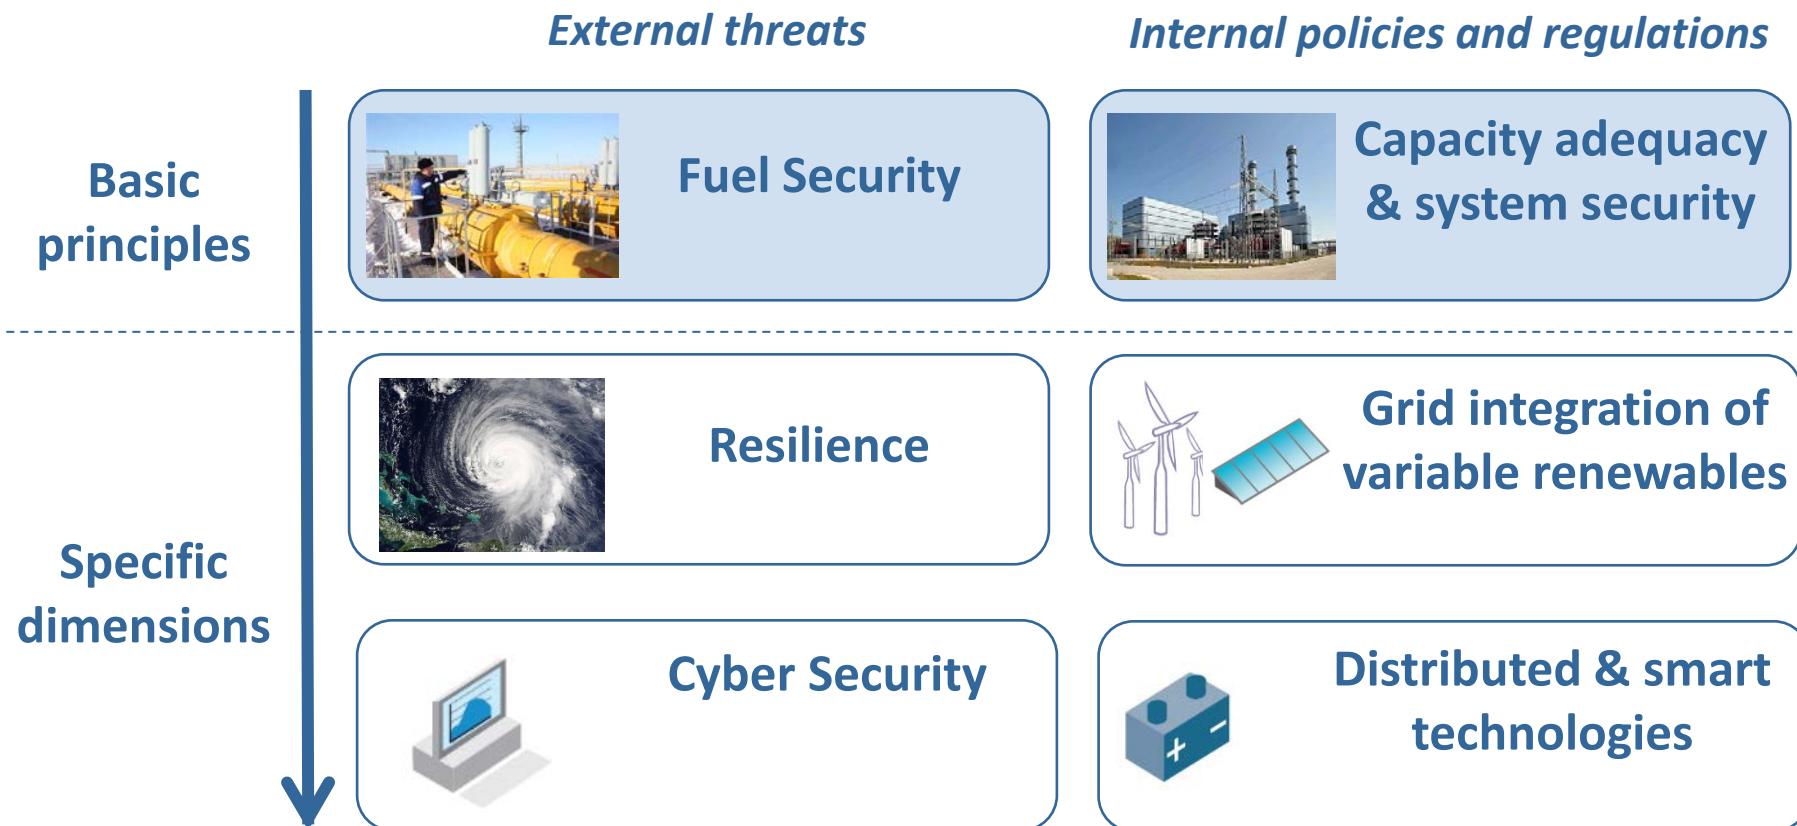 External threats
Internal policies and regulations
Basic
principles
Fuel Security
Capacity adequacy
& system security
Specific
dimensions
Resilience
Grid integration of
variable renewables
Cyber Security
Distributed & smart
technologies
+ -